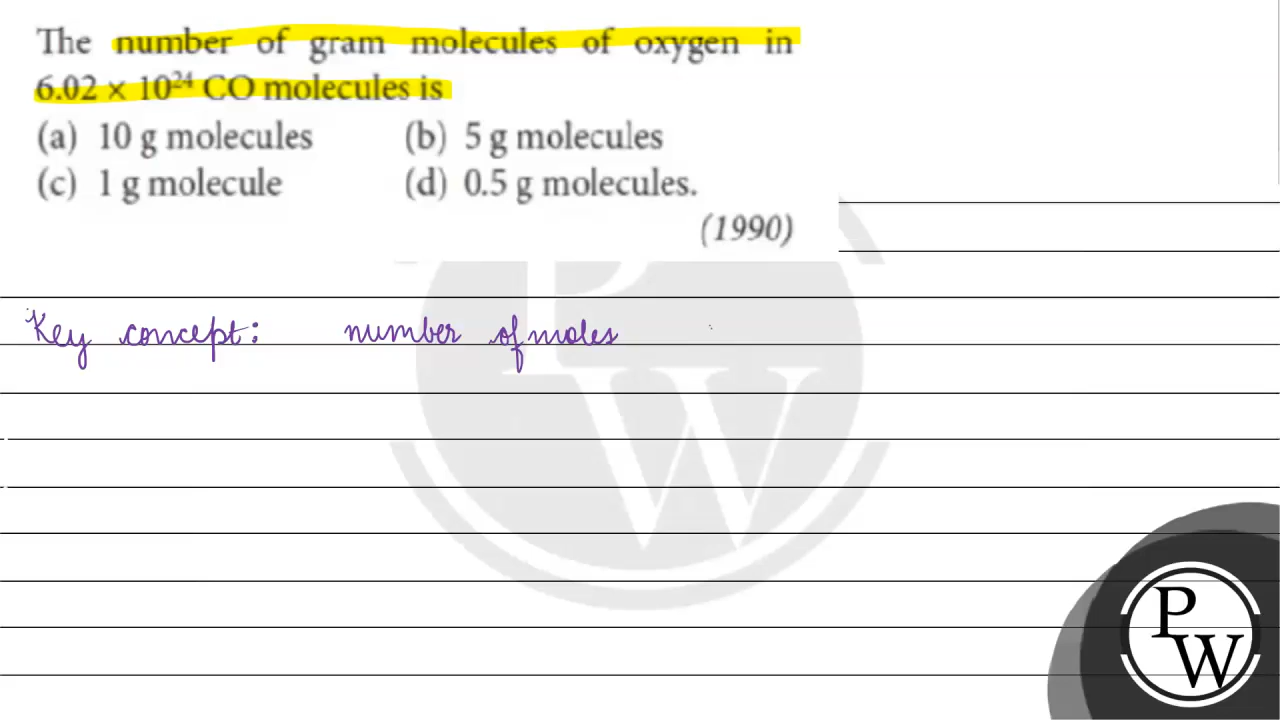 The number of gram molecules of oxygen in
6.02 × 10²⁴ CO molecules is
(a) 10 g molecules (b) 5 g molecules
(c) 1 g molecule (d) 0.5 g molecules.
(1990)
Key concept: number of moles
P
W
P
W